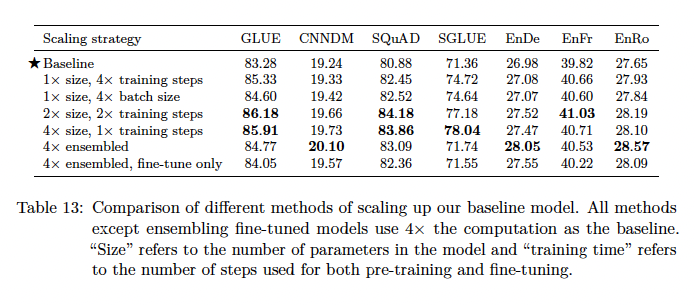 Scaling strategy GLUE CNNDM SQuAD SGLUE EnDe EnFr EnRo
★ Baseline 83.28 19.24 80.88 71.36 26.98 39.82 27.65
1× size, 4× training steps 85.33 19.33 82.45 74.72 27.08 40.66 27.93
1× size, 4× batch size 84.60 19.42 82.52 74.64 27.07 40.60 27.84
2× size, 2× training steps 86.18 19.66 84.18 77.18 27.52 41.03 28.19
4× size, 1× training steps 85.91 19.73 83.86 78.04 27.47 40.71 28.10
4× ensembled 84.77 20.10 83.09 71.74 28.05 40.53 28.57
4× ensembled, fine-tune only 84.05 19.57 82.36 71.55 27.55 40.22 28.09
Table 13: Comparison of different methods of scaling up our baseline model. All methods
except ensembling fine-tuned models use 4× the computation as the baseline.
“Size” refers to the number of parameters in the model and “training time” refers
to the number of steps used for both pre-training and fine-tuning.